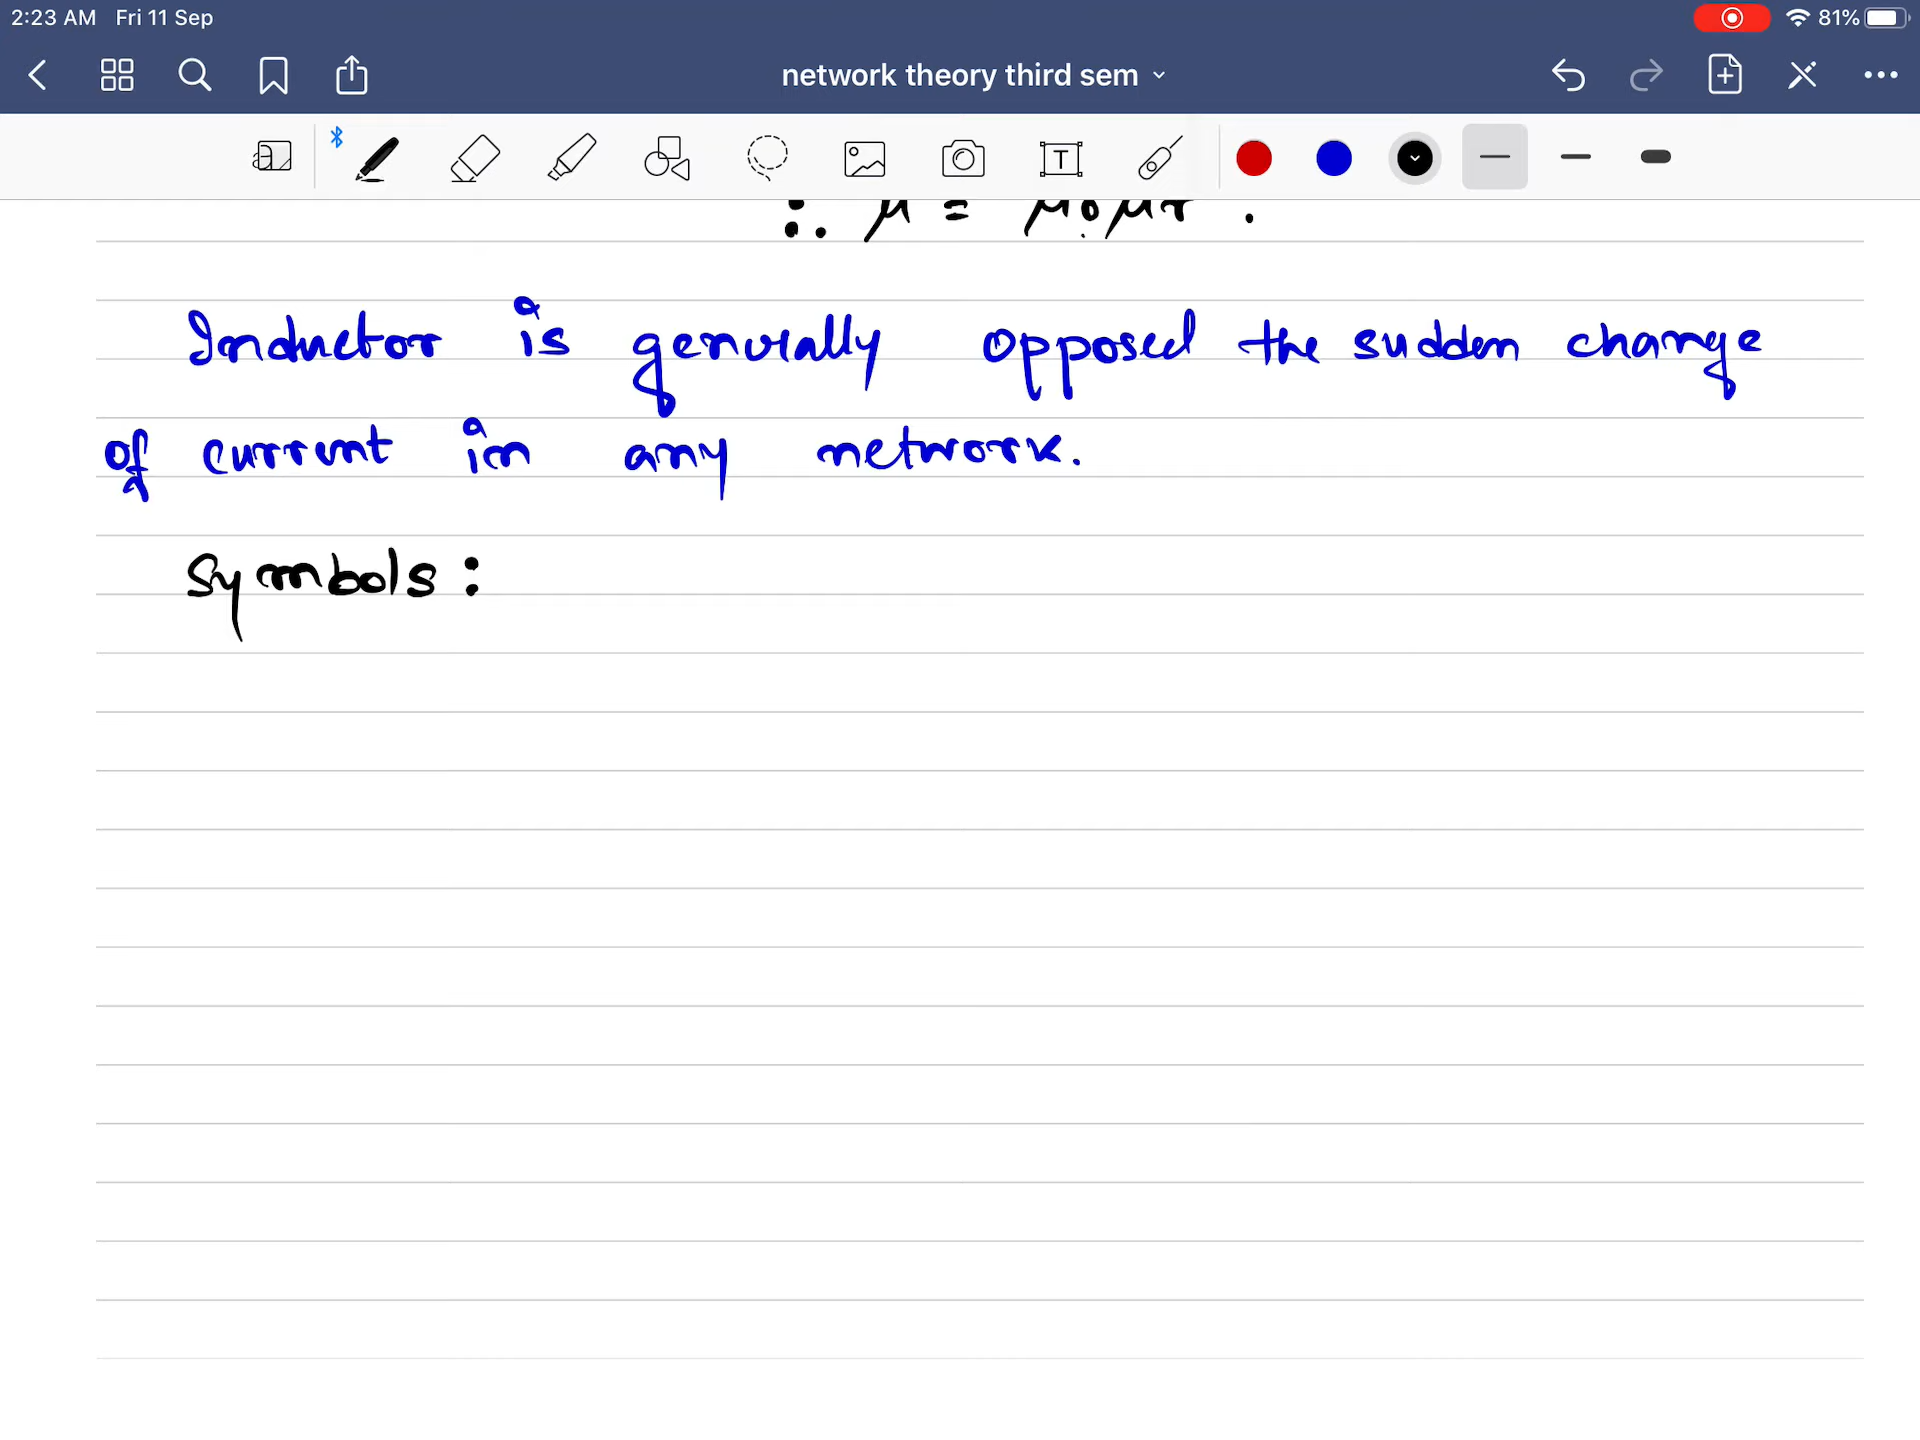 2:23 AM Fri 11 Sep 81%
network theory third sem
T
∴ μ = μ₀μr .
Inductor is generally opposed the sudden change
of current in any network.
Symbols :